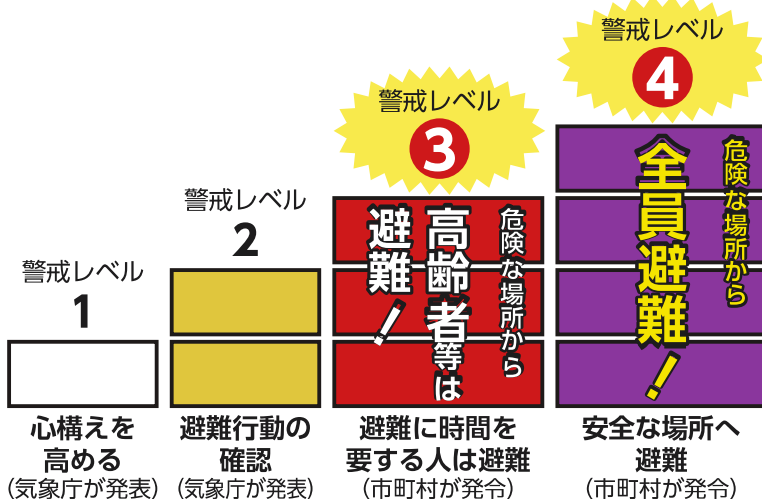 警戒レベル
1
心構えを
高める
(気象庁が発表)
警戒レベル
2
避難行動の
確認
(気象庁が発表)
警戒レベル
3
危険な場所から
高齢者等は
避難!
避難に時間を
要する人は避難
(市町村が発令)
警戒レベル
4
危険な場所から
全員避難!
安全な場所へ
避難
(市町村が発令)